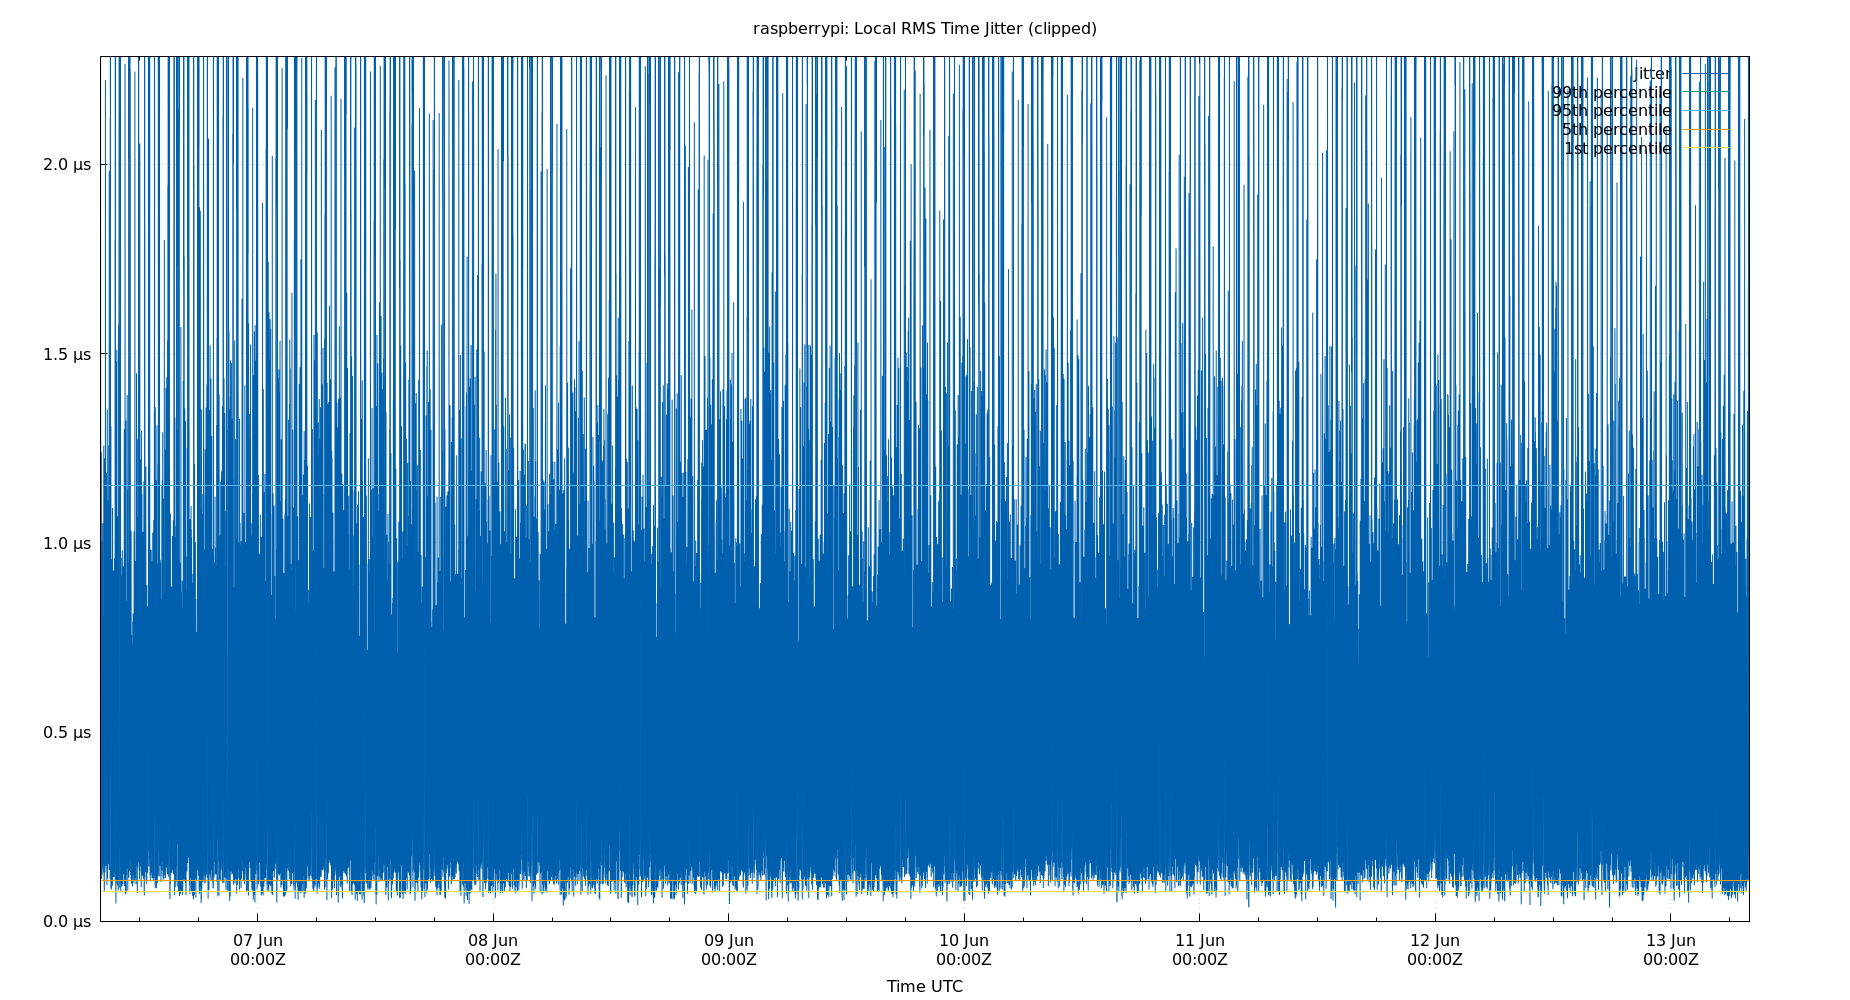 raspberrypi: Local RMS Time Jitter (clipped)
jitter
99th percentile
95th percentile
5th percentile
1st percentile
2.0 µs
1.5 µs
1.0 µs
0.5 µs
0.0 µs
07 Jun 08 Jun 09 Jun 10 Jun 11 Jun 12 Jun 13 Jun
00:00Z 00:00Z 00:00Z 00:00Z 00:00Z 00:00Z 00:00Z
Time UTC